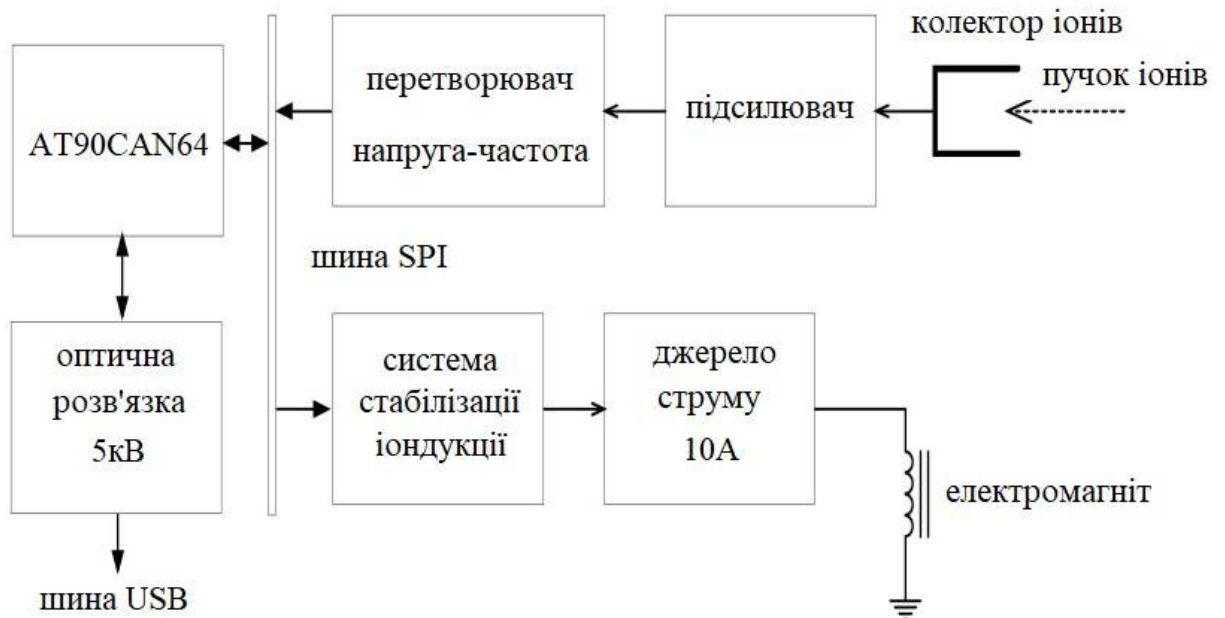 колектор іонів
пучок іонів
AT90CAN64
перетворювач
напруга-частота
підсилювач
шина SPI
оптична
розв'язка
5кВ
система
стабілізації
іондукції
джерело
струму
10А
електромагніт
шина USB